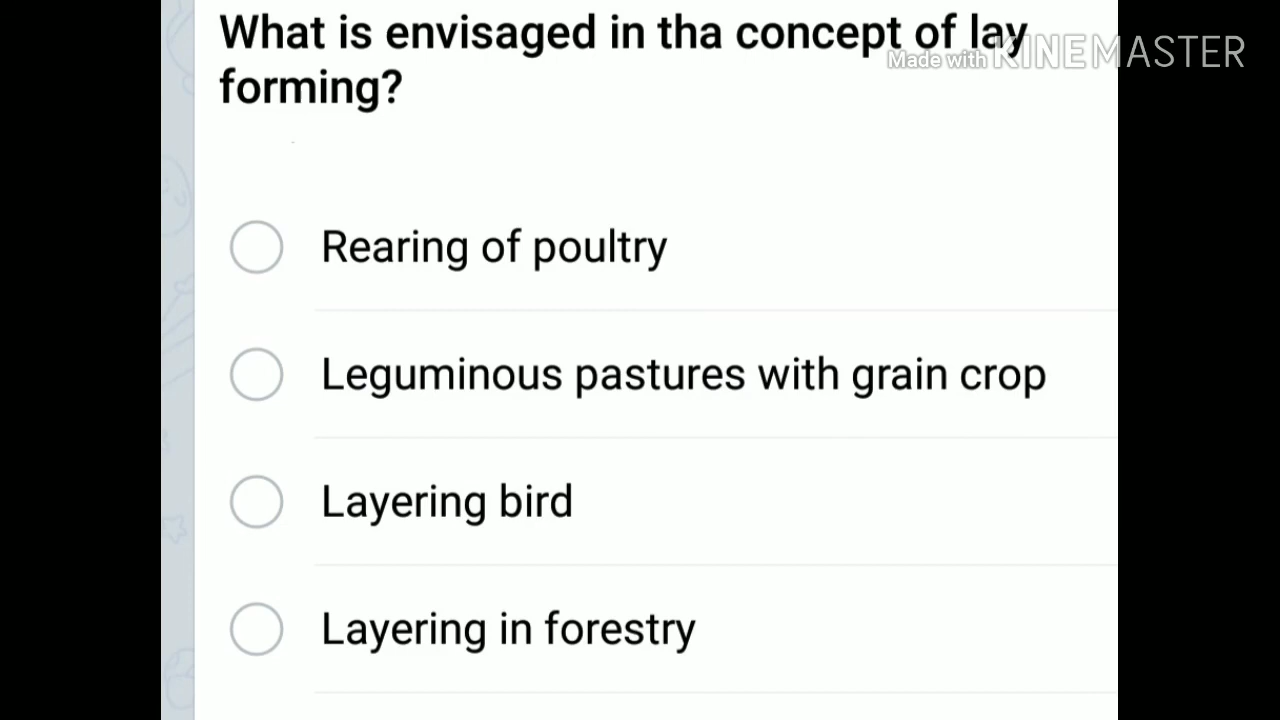 What is envisaged in tha concept of lay
Made with KINEMASTER
forming?
Rearing of poultry
Leguminous pastures with grain crop
Layering bird
Layering in forestry